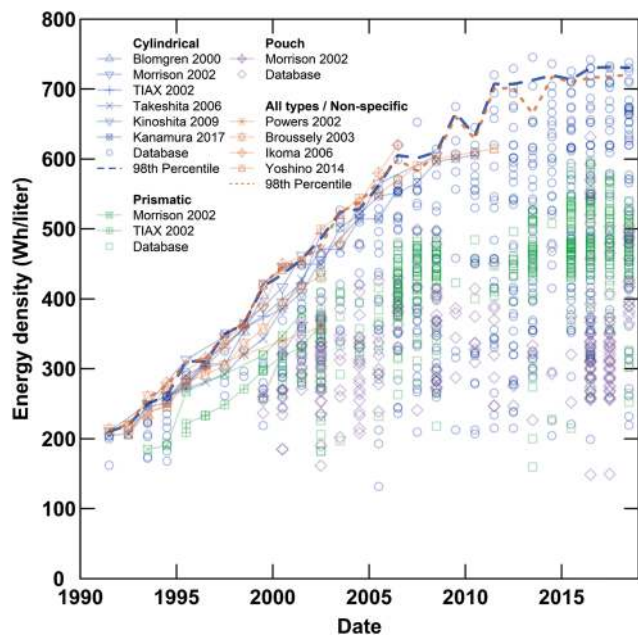 800
700
600
500
400
300
200
100
0
Energy density (Wh/liter)
Cylindrical
Blomgren 2000
Morrison 2002
TIAX 2002
Takeshita 2006
Kinoshita 2009
Kanamura 2017
Database
98th Percentile
Prismatic
Morrison 2002
TIAX 2002
Database
Pouch
Morrison 2002
Database
All types / Non-specific
Powers 2002
Broussely 2003
Ikoma 2006
Yoshino 2014
98th Percentile
1990 1995 2000 2005 2010 2015
Date